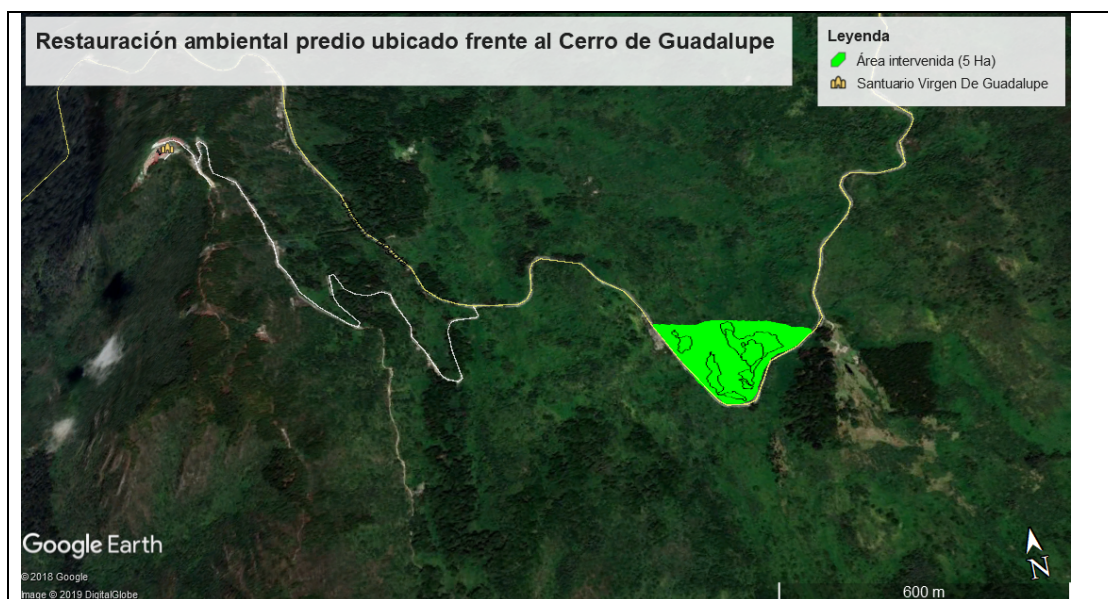 Restauración ambiental predio ubicado frente al Cerro de Guadalupe
Leyenda
Área intervenida (5 Ha)
Santuario Virgen De Guadalupe
Google Earth
© 2018 Google
Image © 2019 DigitalGlobe
N
600 m